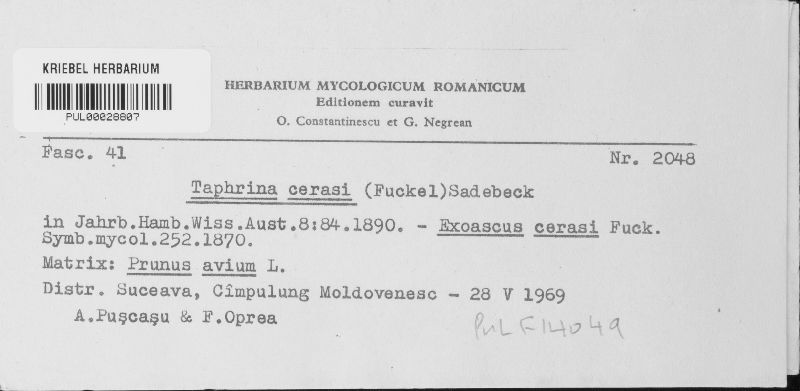 KRIEBEL HERBARIUM
PUL00028807
HERBARIUM MYCOLOGICUM ROMANICUM
Editionem curavit
O. Constantinescu et G. Negrean
Fasc. 41 Nr. 2048
Taphrina cerasi (Fuckel)Sadebeck
in Jahrb.Hamb.Wiss.Aust.8:84.1890. - Exoascus cerasi Fuck.
Symb.mycol.252.1870.
Matrix: Prunus avium L.
Distr. Suceava, Cîmpulung Moldovenesc - 28 V 1969
A.Puşcaşu & F.Oprea
PUL F14049